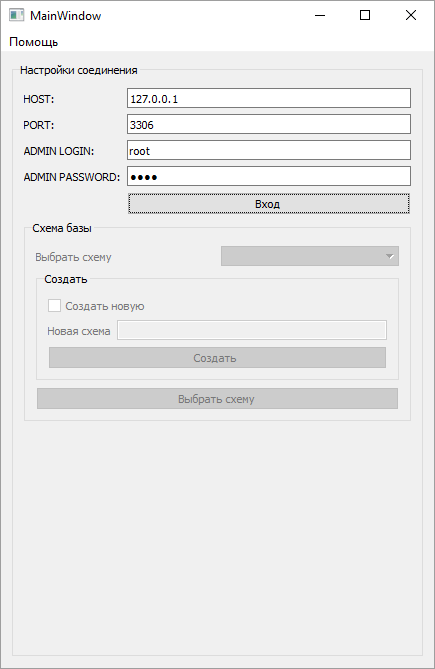 MainWindow
Помощь
Настройки соединения
HOST: 127.0.0.1
PORT: 3306
ADMIN LOGIN: root
ADMIN PASSWORD: ●●●●
Вход
Схема базы
Выбрать схему
Создать
Создать новую
Новая схема
Создать
Выбрать схему